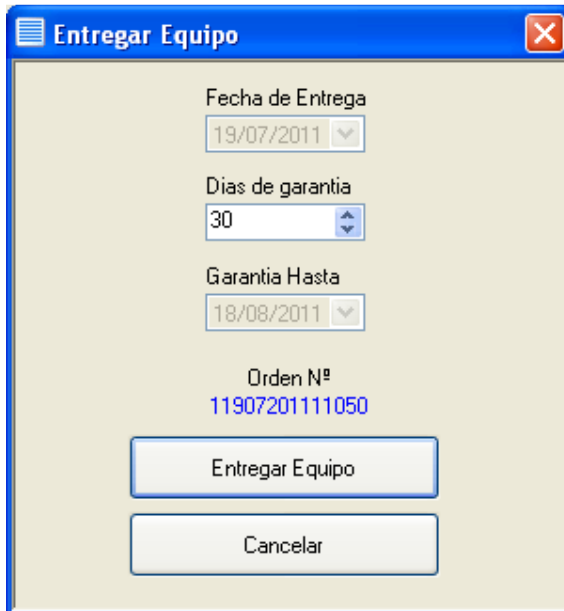 Entregar Equipo
Fecha de Entrega
19/07/2011
Dias de garantia
30
Garantia Hasta
18/08/2011
Orden Nº
11907201111050
Entregar Equipo
Cancelar